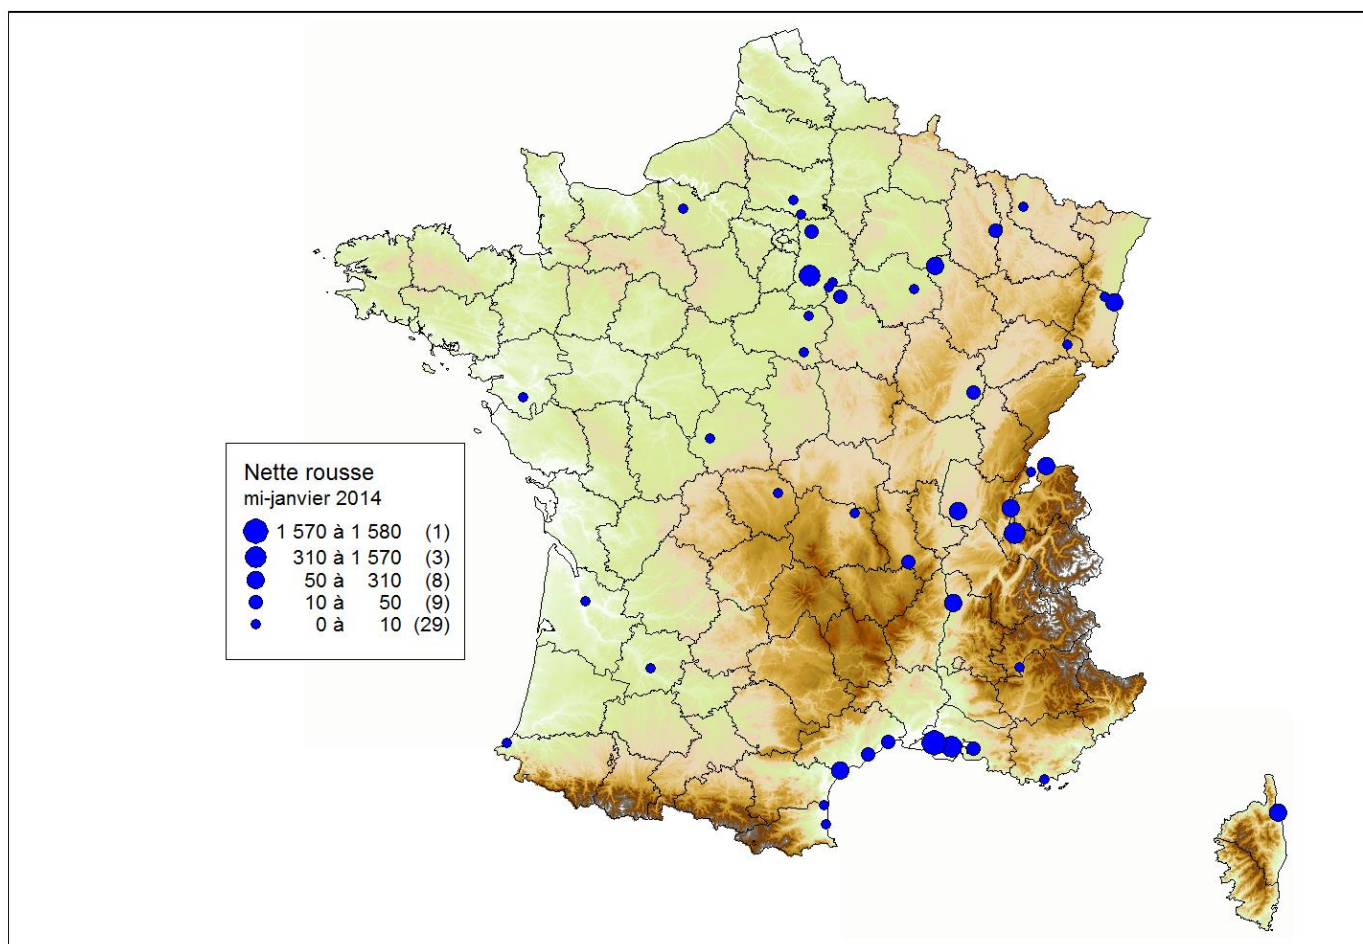 Nette rousse
mi-janvier 2014
1 570 à 1 580 (1)
310 à 1 570 (3)
50 à 310 (8)
10 à 50 (9)
0 à 10 (29)